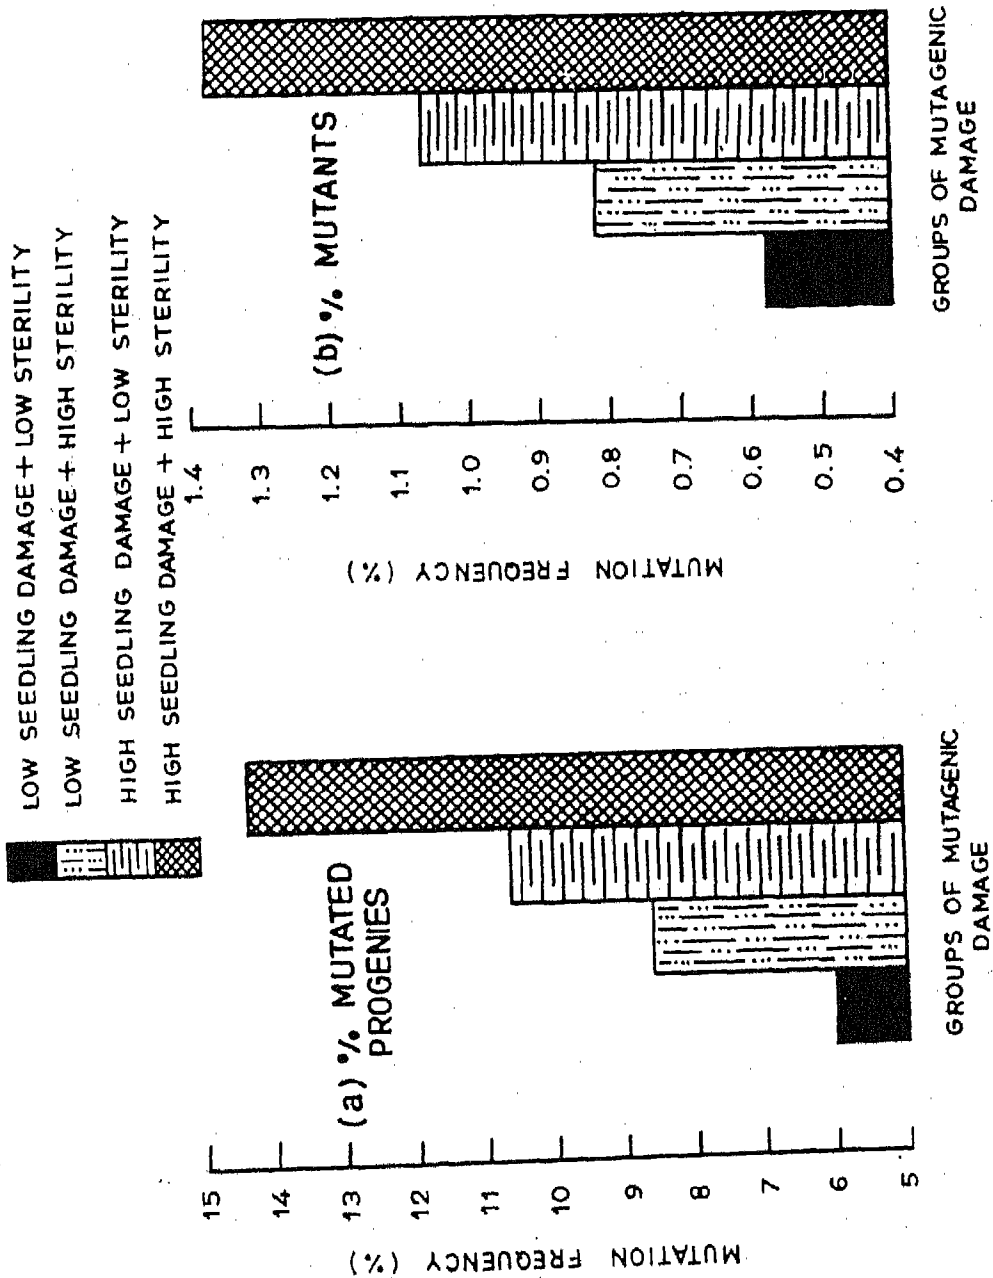 LOW SEEDLING DAMAGE + LOW STERILITY
LOW SEEDLING DAMAGE + HIGH STERILITY
HIGH SEEDLING DAMAGE + LOW STERILITY
HIGH SEEDLING DAMAGE + HIGH STERILITY
(a) % MUTATED
PROGENIES
MUTATION FREQUENCY (%)
15
14
13
12
11
10
9
8
7
6
5
GROUPS OF MUTAGENIC
DAMAGE
(b) % MUTANTS
MUTATION FREQUENCY (%)
1.4
1.3
1.2
1.1
1.0
0.9
0.8
0.7
0.6
0.5
0.4
GROUPS OF MUTAGENIC
DAMAGE